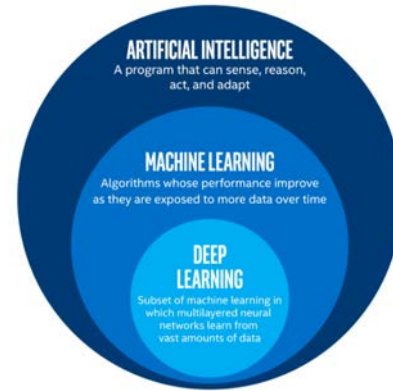 ARTIFICIAL INTELLIGENCE
A program that can sense, reason,
act, and adapt
MACHINE LEARNING
Algorithms whose performance improve
as they are exposed to more data over time
DEEP
LEARNING
Subset of machine learning in
which multilayered neural
networks learn from
vast amounts of data